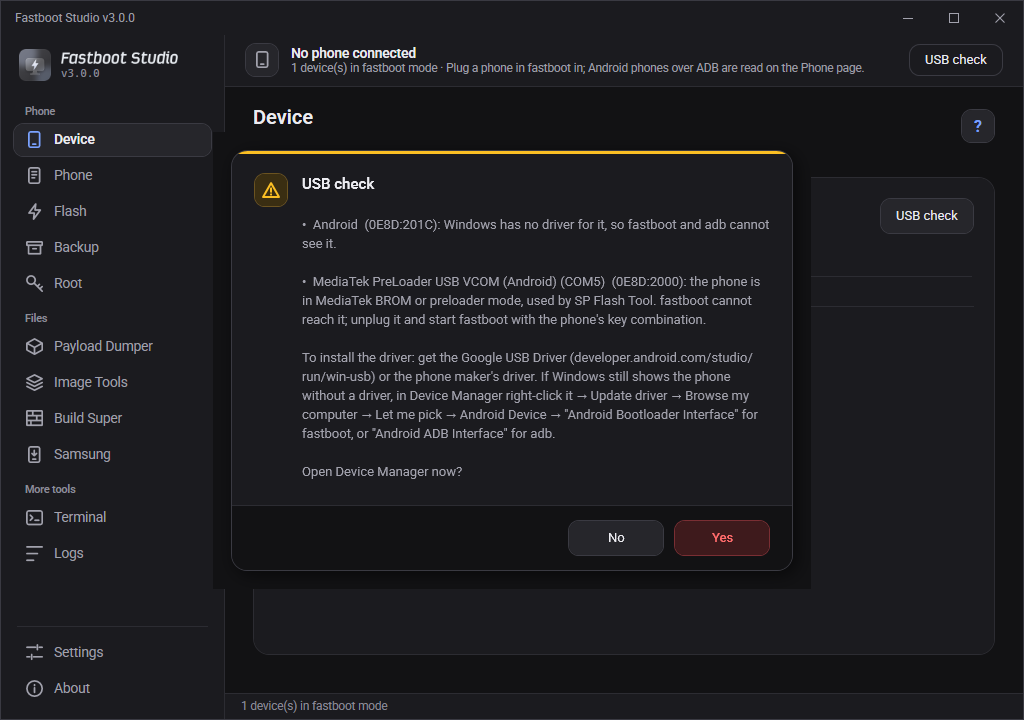 Fastboot Studio v3.0.0
Fastboot Studio
v3.0.0
Phone
Device
Phone
Flash
Backup
Root
Files
Payload Dumper
Image Tools
Build Super
Samsung
More tools
Terminal
Logs
Settings
About
No phone connected
1 device(s) in fastboot mode · Plug a phone in fastboot in; Android phones over ADB are read on the Phone page.
USB check
Device
?
USB check
USB check
• Android (0E8D:201C): Windows has no driver for it, so fastboot and adb cannot
see it.
• MediaTek PreLoader USB VCOM (Android) (COM5) (0E8D:2000): the phone is
in MediaTek BROM or preloader mode, used by SP Flash Tool. fastboot cannot
reach it; unplug it and start fastboot with the phone's key combination.
To install the driver: get the Google USB Driver (developer.android.com/studio/
run/win-usb) or the phone maker's driver. If Windows still shows the phone
without a driver, in Device Manager right-click it → Update driver → Browse my
computer → Let me pick → Android Device → "Android Bootloader Interface" for
fastboot, or "Android ADB Interface" for adb.
Open Device Manager now?
No
Yes
1 device(s) in fastboot mode